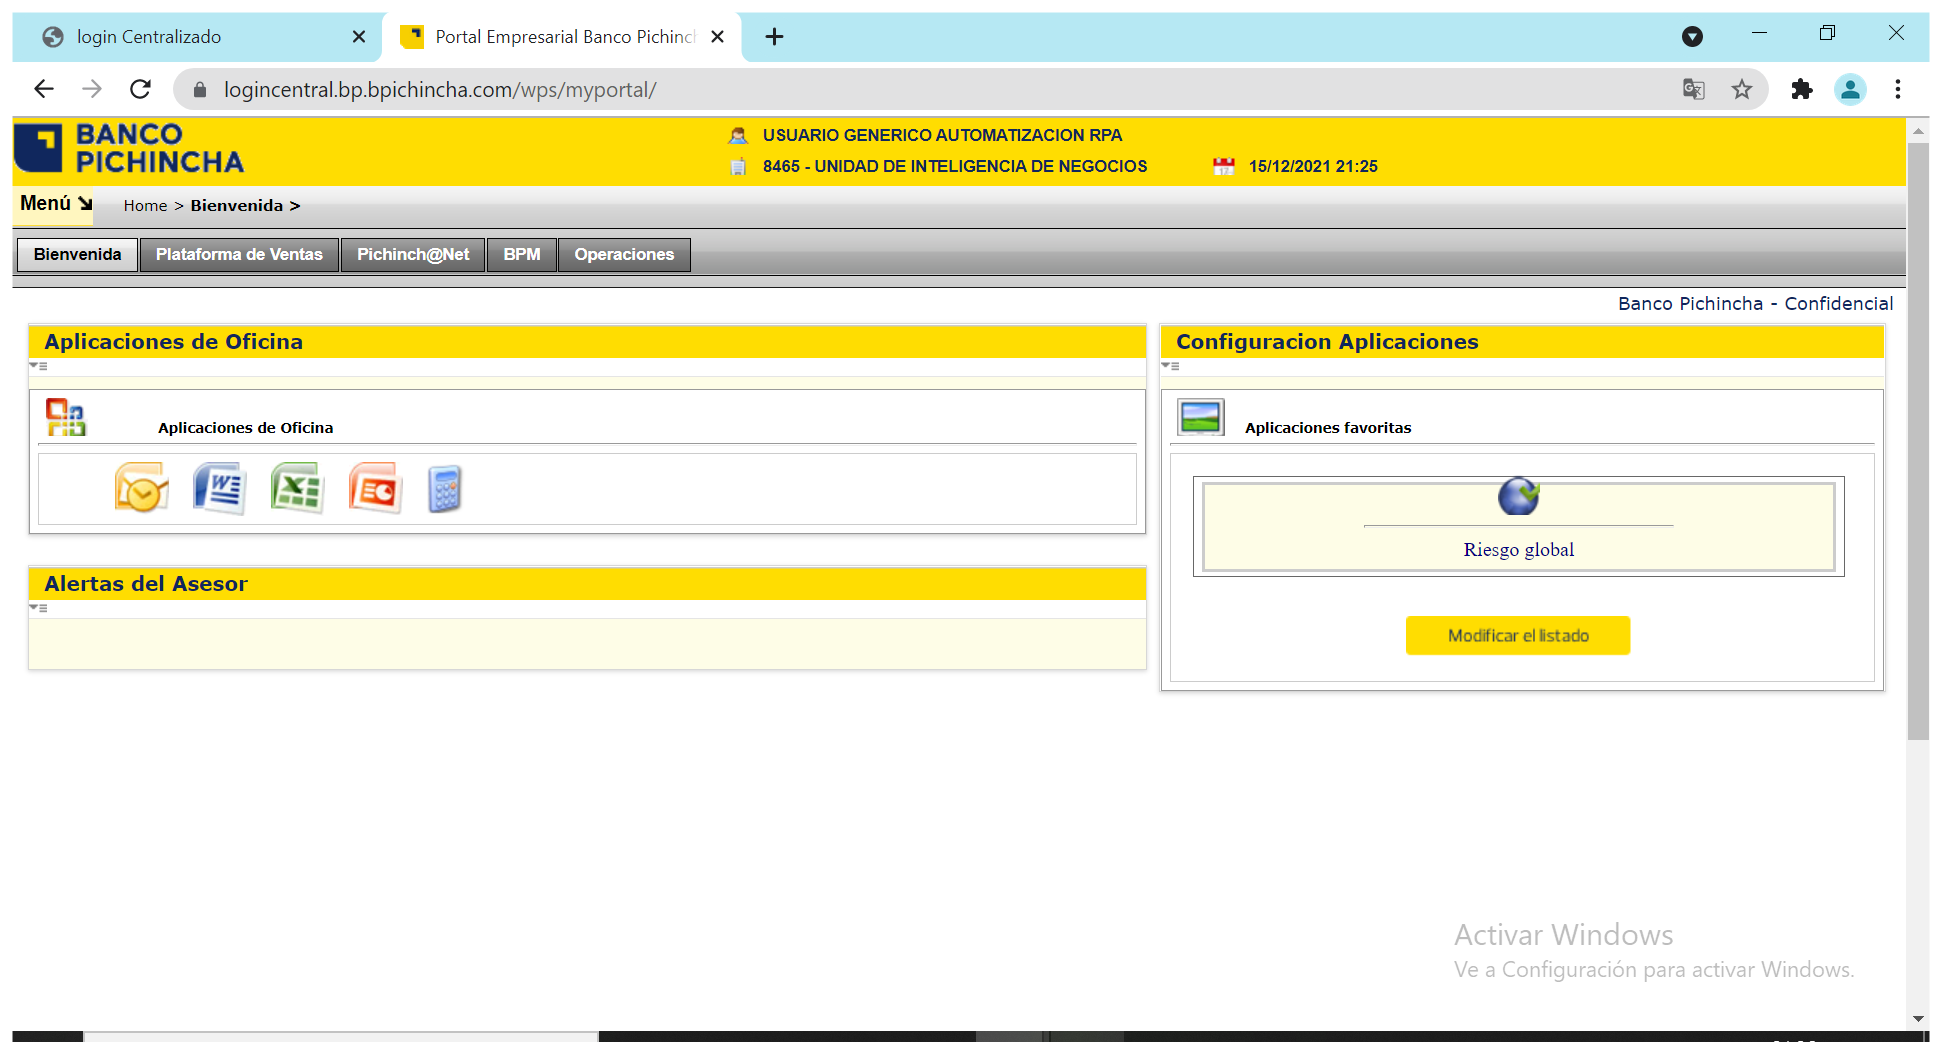 login Centralizado
Portal Empresarial Banco Pichinch
logincentral.bp.bpichincha.com/wps/myportal/
BANCO
PICHINCHA
USUARIO GENERICO AUTOMATIZACION RPA
8465 - UNIDAD DE INTELIGENCIA DE NEGOCIOS
15/12/2021 21:25
Menú
Home > Bienvenida >
Bienvenida
Plataforma de Ventas
Pichinch@Net
BPM
Operaciones
Banco Pichincha - Confidencial
Aplicaciones de Oficina
Configuracion Aplicaciones
Aplicaciones de Oficina
Aplicaciones favoritas
Riesgo global
Alertas del Asesor
Modificar el listado
Activar Windows
Ve a Configuración para activar Windows.